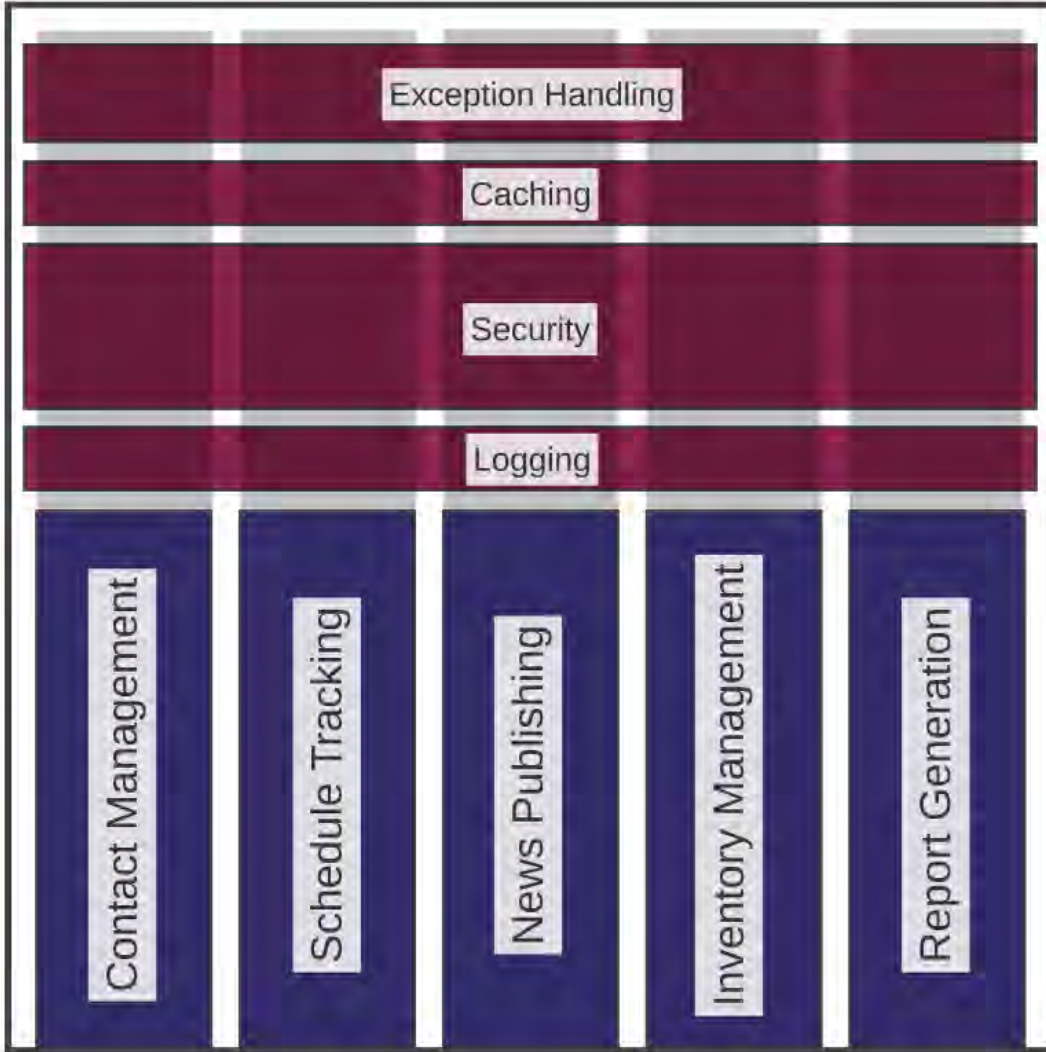 Exception Handling
Caching
Security
Logging
Contact Management
Schedule Tracking
News Publishing
Inventory Management
Report Generation